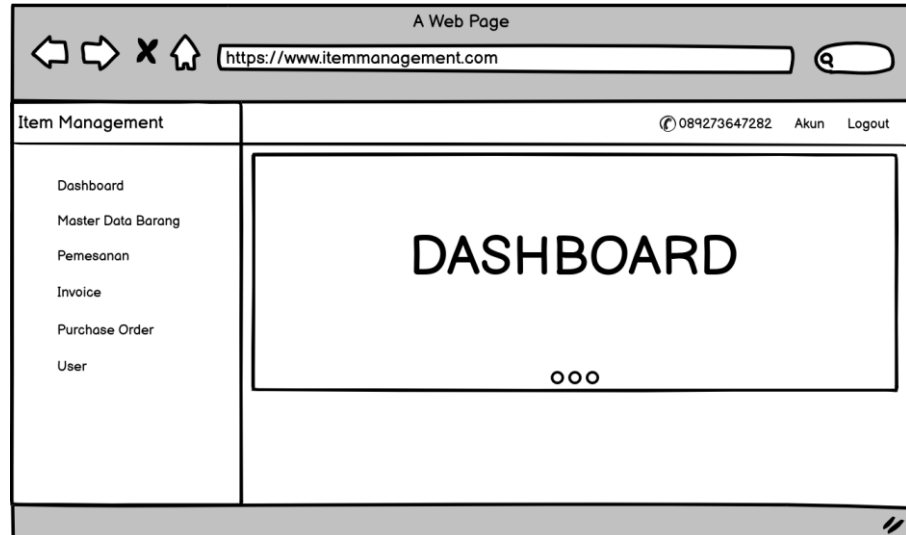 A Web Page
https://www.itemmanagement.com
Item Management
089273647282 Akun Logout
Dashboard
Master Data Barang
Pemesanan
Invoice
Purchase Order
User
DASHBOARD